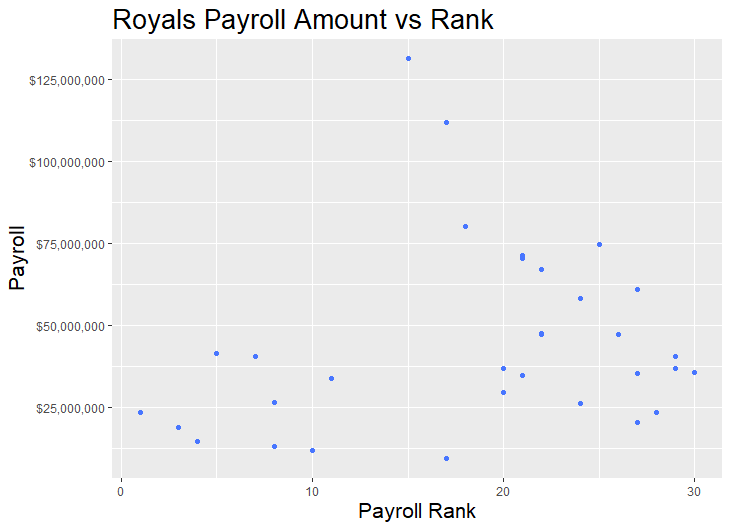 Royals Payroll Amount vs Rank
$125,000,000
$100,000,000
$75,000,000
$50,000,000
$25,000,000
Payroll
0 10 20 30
Payroll Rank